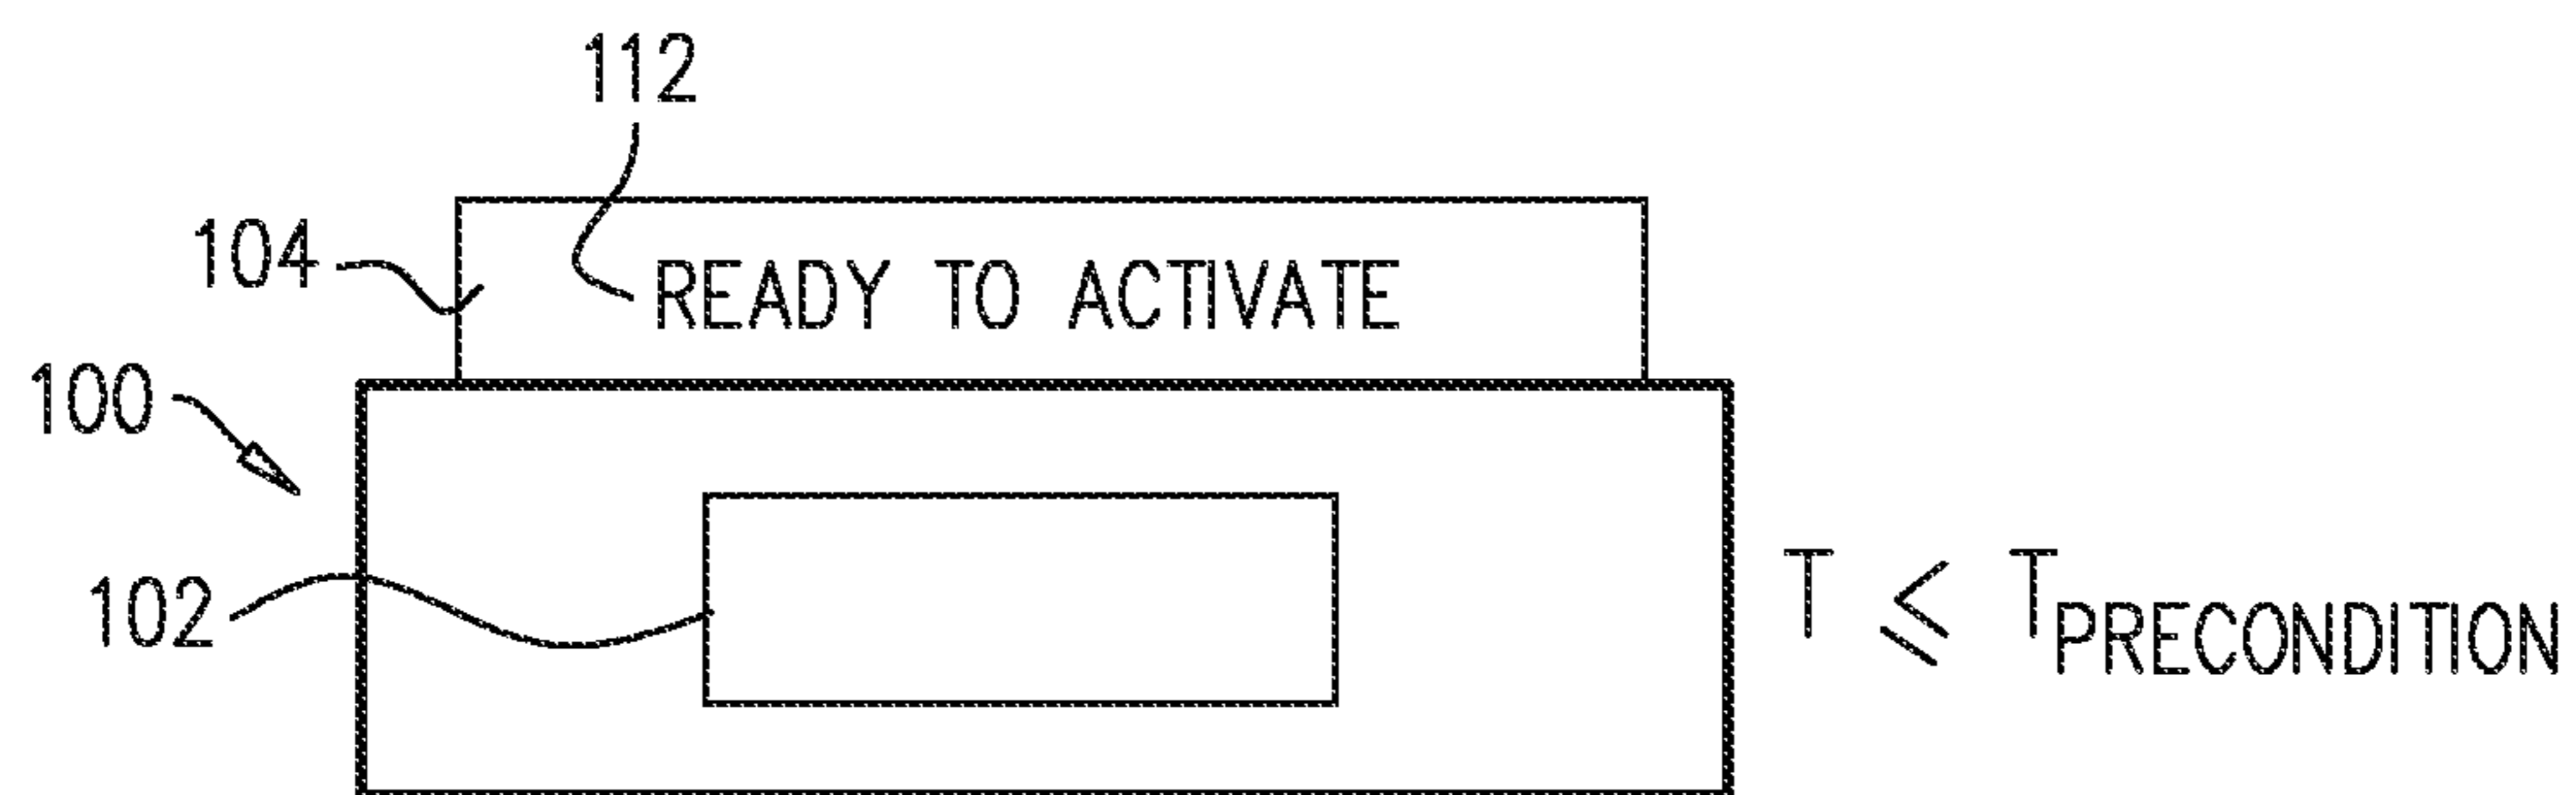 112
104
READY TO ACTIVATE
100
102
T ≤ TPRECONDITION